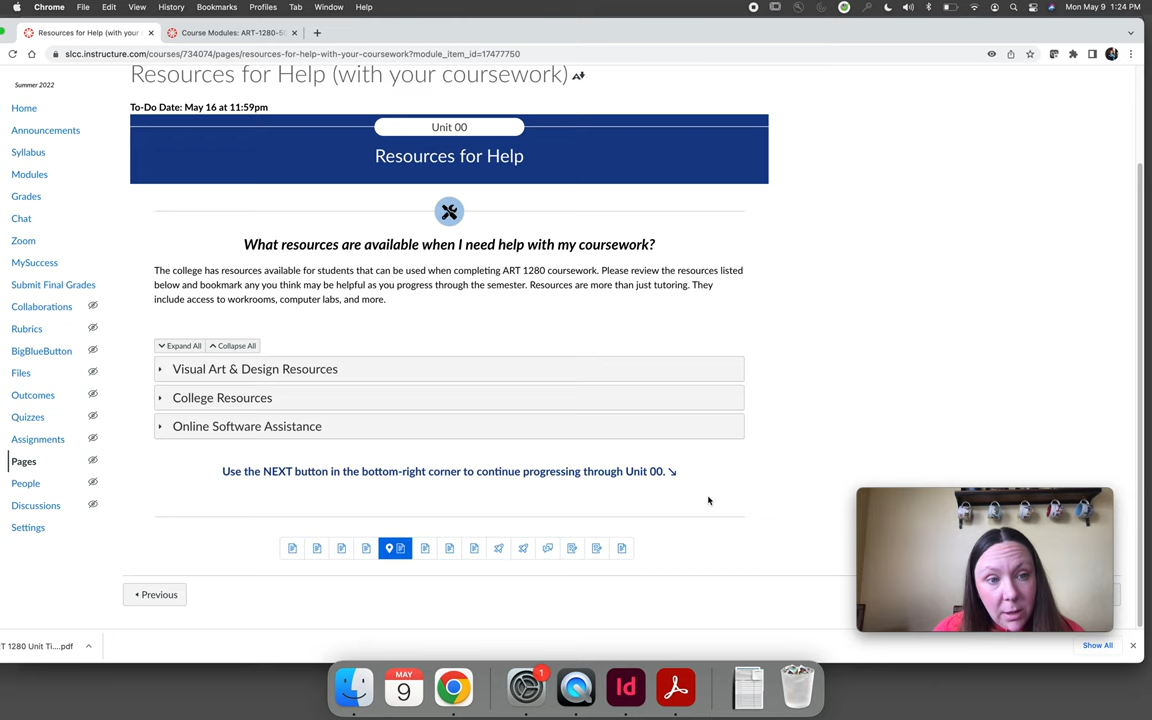 Chrome File Edit View History Bookmarks Profiles Tab Window Help Mon May 9 1:24 PM
Resources for Help (with your Course Modules: ART-1280-50
slcc.instructure.com/courses/734074/pages/resources-for-help-with-your-coursework?module_item_id=17477750
Resources for Help (with your coursework)
Summer 2022
Home
Announcements
Syllabus
Modules
Grades
Chat
Zoom
MySuccess
Submit Final Grades
Collaborations
Rubrics
BigBlueButton
Files
Outcomes
Quizzes
Assignments
Pages
People
Discussions
Settings
To-Do Date: May 16 at 11:59pm
Unit 00
Resources for Help
What resources are available when I need help with my coursework?
The college has resources available for students that can be used when completing ART 1280 coursework. Please review the resources listed
below and bookmark any you think may be helpful as you progress through the semester. Resources are more than just tutoring. They
include access to workrooms, computer labs, and more.
Expand All Collapse All
Visual Art & Design Resources
College Resources
Online Software Assistance
Use the NEXT button in the bottom-right corner to continue progressing through Unit 00. ↘
Previous
T 1280 Unit Ti....pdf Show All
MAY
9
1
Id